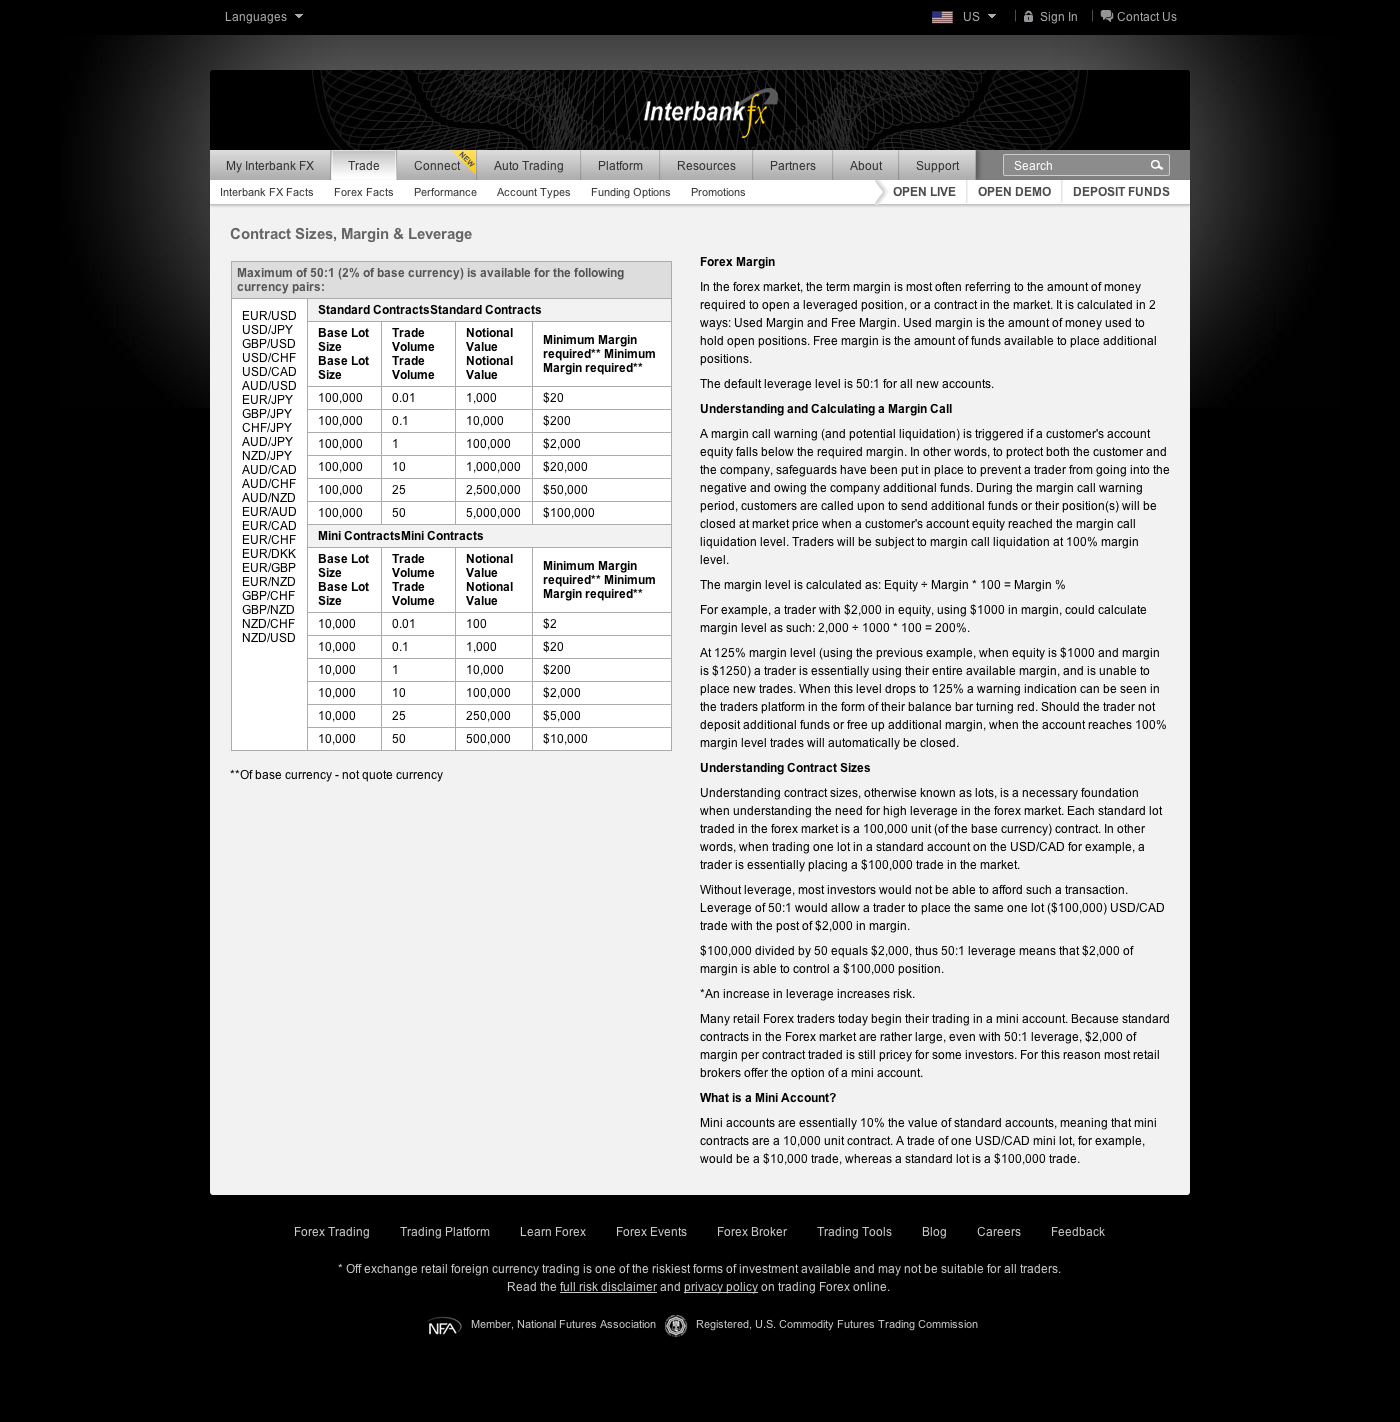 Languages
US
Sign In
Contact Us
Interbankfx
My Interbank FX
Trade
Connect
NEW
Auto Trading
Platform
Resources
Partners
About
Support
Search
Interbank FX Facts
Forex Facts
Performance
Account Types
Funding Options
Promotions
OPEN LIVE
OPEN DEMO
DEPOSIT FUNDS
Contract Sizes, Margin & Leverage
Maximum of 50:1 (2% of base currency) is available for the following
currency pairs:
EUR/USD
USD/JPY
GBP/USD
USD/CHF
USD/CAD
AUD/USD
EUR/JPY
GBP/JPY
CHF/JPY
AUD/JPY
NZD/JPY
AUD/CAD
AUD/CHF
AUD/NZD
EUR/AUD
EUR/CAD
EUR/CHF
EUR/DKK
EUR/GBP
EUR/NZD
GBP/CHF
GBP/NZD
NZD/CHF
NZD/USD
Standard ContractsStandard Contracts
Base Lot
Size
Base Lot
Size
Trade
Volume
Trade
Volume
Notional
Value
Notional
Value
Minimum Margin
required** Minimum
Margin required**
100,000 0.01 1,000 $20
100,000 0.1 10,000 $200
100,000 1 100,000 $2,000
100,000 10 1,000,000 $20,000
100,000 25 2,500,000 $50,000
100,000 50 5,000,000 $100,000
Mini ContractsMini Contracts
Base Lot
Size
Base Lot
Size
Trade
Volume
Trade
Volume
Notional
Value
Notional
Value
Minimum Margin
required** Minimum
Margin required**
10,000 0.01 100 $2
10,000 0.1 1,000 $20
10,000 1 10,000 $200
10,000 10 100,000 $2,000
10,000 25 250,000 $5,000
10,000 50 500,000 $10,000
**Of base currency - not quote currency
Forex Margin
In the forex market, the term margin is most often referring to the amount of money
required to open a leveraged position, or a contract in the market. It is calculated in 2
ways: Used Margin and Free Margin. Used margin is the amount of money used to
hold open positions. Free margin is the amount of funds available to place additional
positions.
The default leverage level is 50:1 for all new accounts.
Understanding and Calculating a Margin Call
A margin call warning (and potential liquidation) is triggered if a customer's account
equity falls below the required margin. In other words, to protect both the customer and
the company, safeguards have been put in place to prevent a trader from going into the
negative and owing the company additional funds. During the margin call warning
period, customers are called upon to send additional funds or their position(s) will be
closed at market price when a customer's account equity reached the margin call
liquidation level. Traders will be subject to margin call liquidation at 100% margin
level.
The margin level is calculated as: Equity ÷ Margin * 100 = Margin %
For example, a trader with $2,000 in equity, using $1000 in margin, could calculate
margin level as such: 2,000 ÷ 1000 * 100 = 200%.
At 125% margin level (using the previous example, when equity is $1000 and margin
is $1250) a trader is essentially using their entire available margin, and is unable to
place new trades. When this level drops to 125% a warning indication can be seen in
the traders platform in the form of their balance bar turning red. Should the trader not
deposit additional funds or free up additional margin, when the account reaches 100%
margin level trades will automatically be closed.
Understanding Contract Sizes
Understanding contract sizes, otherwise known as lots, is a necessary foundation
when understanding the need for high leverage in the forex market. Each standard lot
traded in the forex market is a 100,000 unit (of the base currency) contract. In other
words, when trading one lot in a standard account on the USD/CAD for example, a
trader is essentially placing a $100,000 trade in the market.
Without leverage, most investors would not be able to afford such a transaction.
Leverage of 50:1 would allow a trader to place the same one lot ($100,000) USD/CAD
trade with the post of $2,000 in margin.
$100,000 divided by 50 equals $2,000, thus 50:1 leverage means that $2,000 of
margin is able to control a $100,000 position.
*An increase in leverage increases risk.
Many retail Forex traders today begin their trading in a mini account. Because standard
contracts in the Forex market are rather large, even with 50:1 leverage, $2,000 of
margin per contract traded is still pricey for some investors. For this reason most retail
brokers offer the option of a mini account.
What is a Mini Account?
Mini accounts are essentially 10% the value of standard accounts, meaning that mini
contracts are a 10,000 unit contract. A trade of one USD/CAD mini lot, for example,
would be a $10,000 trade, whereas a standard lot is a $100,000 trade.
Forex Trading
Trading Platform
Learn Forex
Forex Events
Forex Broker
Trading Tools
Blog
Careers
Feedback
* Off exchange retail foreign currency trading is one of the riskiest forms of investment available and may not be suitable for all traders.
Read the full risk disclaimer and privacy policy on trading Forex online.
NFA
Member, National Futures Association
Registered, U.S. Commodity Futures Trading Commission